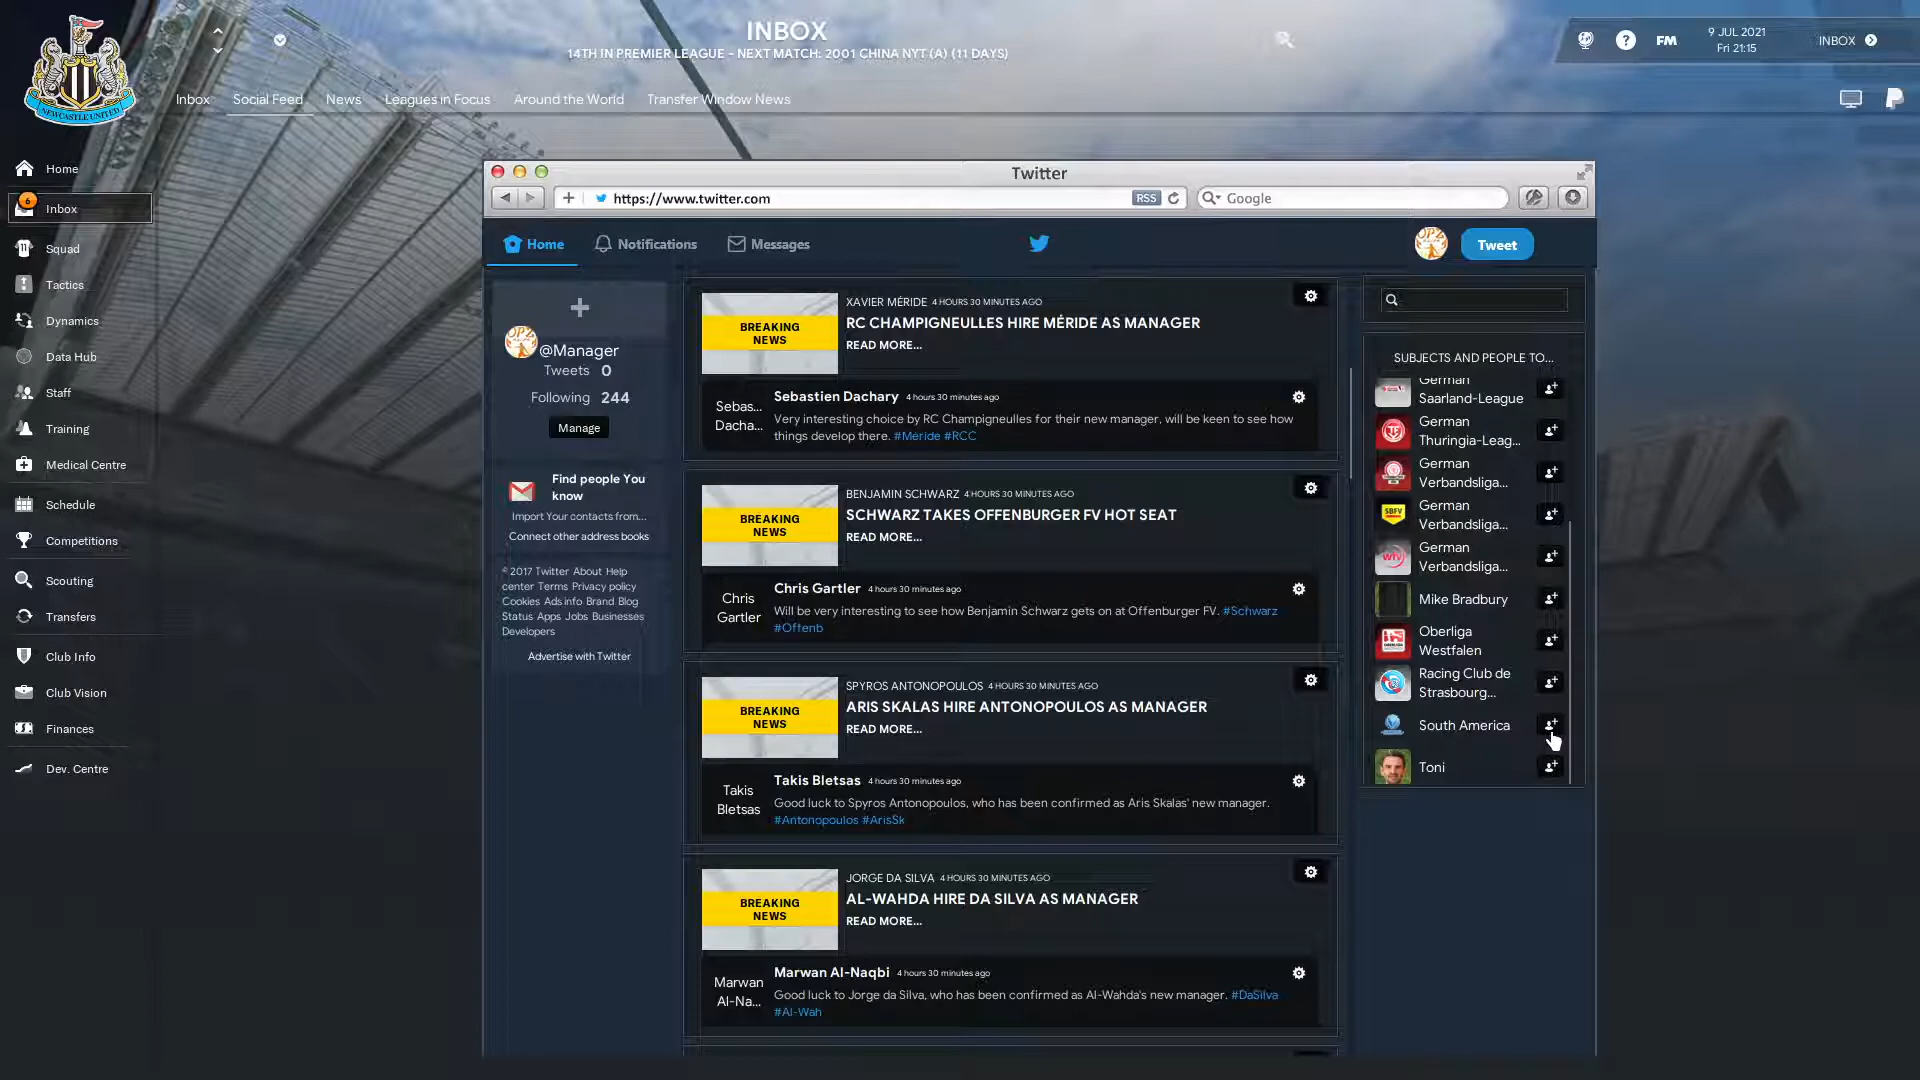 INBOX
14TH IN PREMIER LEAGUE - NEXT MATCH: 2001 CHINA NYT (A) (11 DAYS)
FM
9 JUL 2021
Fri 21:15
INBOX
NEWCASTLE UNITED
Inbox
Social Feed
News
Leagues in Focus
Around the World
Transfer Window News
Home
6
Inbox
Squad
Tactics
Dynamics
Data Hub
Staff
Training
Medical Centre
Schedule
Competitions
Scouting
Transfers
Club Info
Club Vision
Finances
Dev. Centre
Twitter
https://www.twitter.com
RSS
Google
Home
Notifications
Messages
Tweet
@Manager
Tweets 0
Following 244
Manage
Find people You
know
Import Your contacts from...
Connect other address books
© 2017 Twitter About Help
center Terms Privacy policy
Cookies Ads info Brand Blog
Status Apps Jobs Businesses
Developers
Advertise with Twitter
BREAKING
NEWS
XAVIER MÉRIDE 4 HOURS 30 MINUTES AGO
RC CHAMPIGNEULLES HIRE MÉRIDE AS MANAGER
READ MORE...
Sebas...
Dacha...
Sebastien Dachary 4 hours 30 minutes ago
Very interesting choice by RC Champigneulles for their new manager, will be keen to see how
things develop there. #Méride #RCC
BREAKING
NEWS
BENJAMIN SCHWARZ 4 HOURS 30 MINUTES AGO
SCHWARZ TAKES OFFENBURGER FV HOT SEAT
READ MORE...
Chris
Gartler
Chris Gartler 4 hours 30 minutes ago
Will be very interesting to see how Benjamin Schwarz gets on at Offenburger FV. #Schwarz
#Offenb
BREAKING
NEWS
SPYROS ANTONOPOULOS 4 HOURS 30 MINUTES AGO
ARIS SKALAS HIRE ANTONOPOULOS AS MANAGER
READ MORE...
Takis
Bletsas
Takis Bletsas 4 hours 30 minutes ago
Good luck to Spyros Antonopoulos, who has been confirmed as Aris Skalas' new manager.
#Antonopoulos #ArisSk
BREAKING
NEWS
JORGE DA SILVA 4 HOURS 30 MINUTES AGO
AL-WAHDA HIRE DA SILVA AS MANAGER
READ MORE...
Marwan
Al-Na...
Marwan Al-Naqbi 4 hours 30 minutes ago
Good luck to Jorge da Silva, who has been confirmed as Al-Wahda's new manager. #DaSilva
#Al-Wah
SUBJECTS AND PEOPLE TO...
German
Saarland-League
German
Thuringia-Leag...
German
Verbandsliga...
German
Verbandsliga...
SBFV
German
Verbandsliga...
wfv
Mike Bradbury
Oberliga
Westfalen
Racing Club de
Strasbourg...
South America
Toni